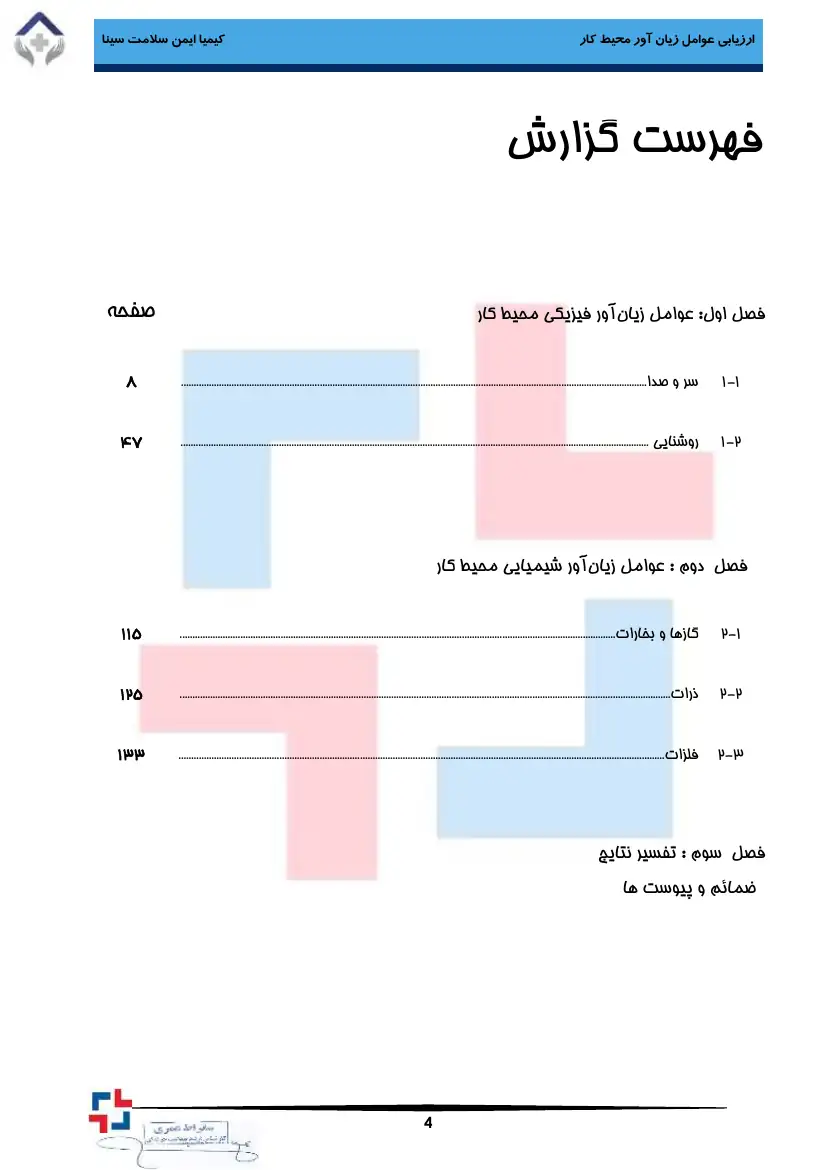 ارزیابی عوامل زیان آور محیط کار
کیمیا ایمن سلامت سینا
فهرست گزارش
فصل اول: عوامل زیان‌آور فیزیکی محیط کار صفحه
۱-۱ سر و صدا ۸
۱-۲ روشنایی ۴۷
فصل دوم : عوامل زیان‌آور شیمیایی محیط کار
۲-۱ گازها و بخارات ۱۱۵
۲-۲ ذرات ۱۲۵
۲-۳ فلزات ۱۳۳
فصل سوم : تفسیر نتایج
ضمائم و پیوست ها
4